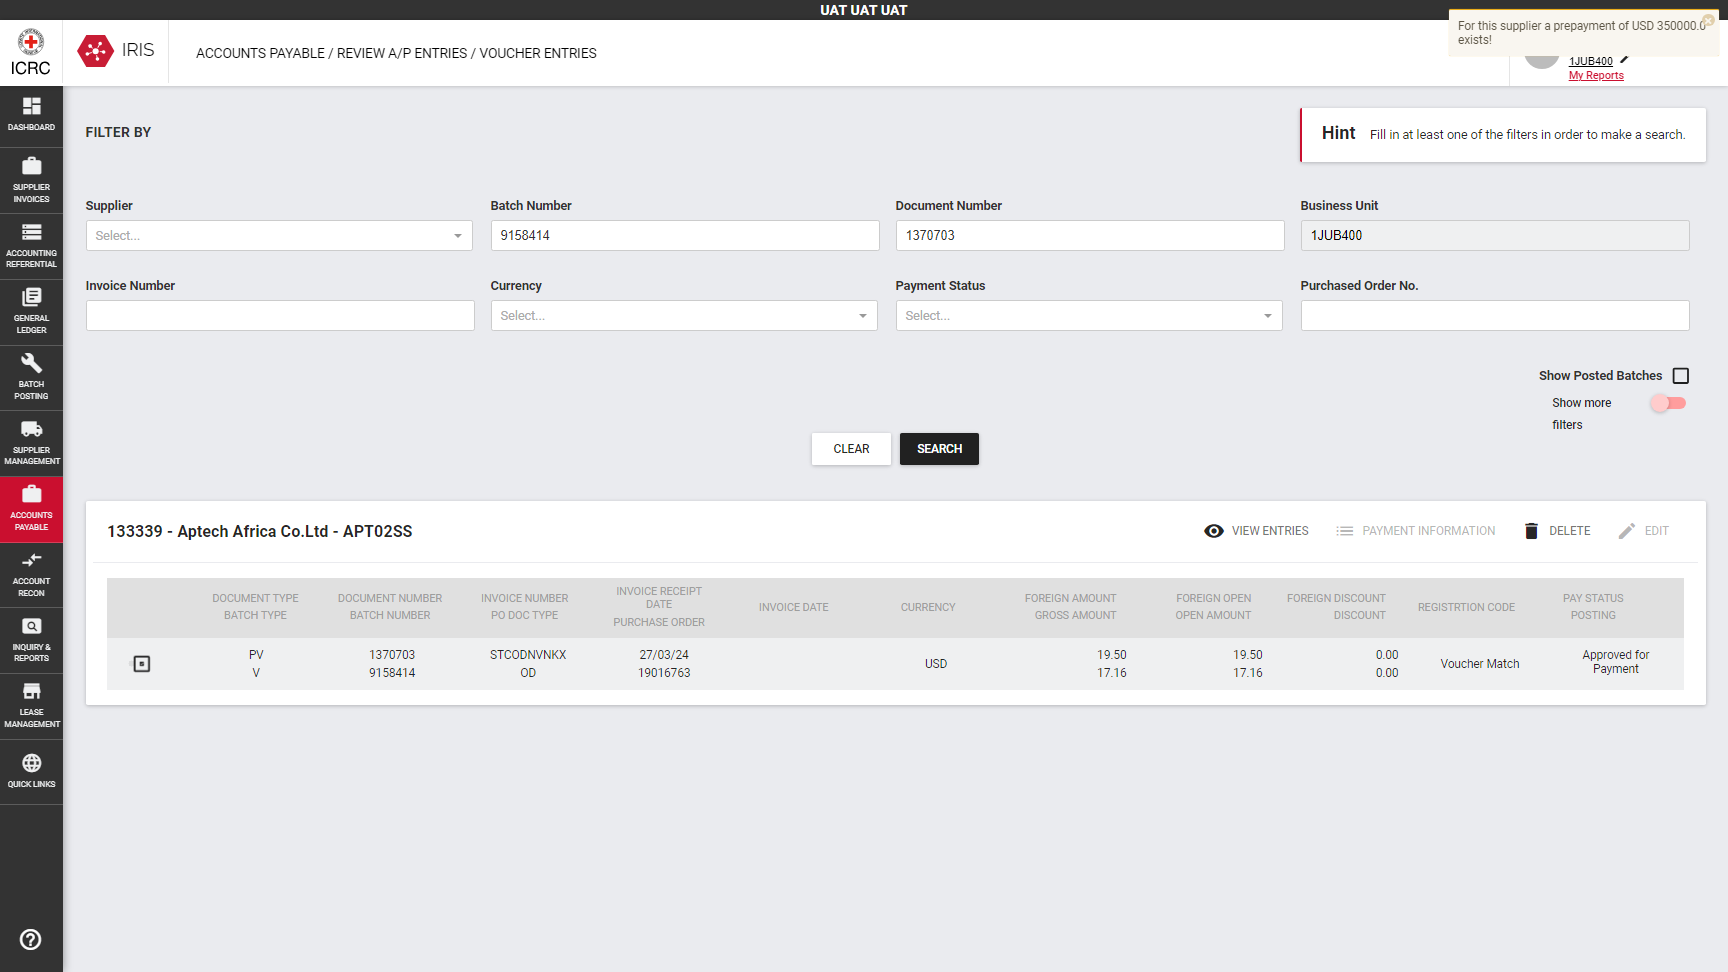 UAT UAT UAT
ICRC
IRIS
ACCOUNTS PAYABLE / REVIEW A/P ENTRIES / VOUCHER ENTRIES
For this supplier a prepayment of USD 350000.0
exists!
1JUB400
My Reports
DASHBOARD
SUPPLIER
INVOICES
ACCOUNTING
REFERENTIAL
GENERAL
LEDGER
BATCH
POSTING
SUPPLIER
MANAGEMENT
ACCOUNTS
PAYABLE
ACCOUNT
RECON
INQUIRY &
REPORTS
LEASE
MANAGEMENT
QUICK LINKS
FILTER BY
Hint Fill in at least one of the filters in order to make a search.
Supplier Batch Number Document Number Business Unit
Select... 9158414 1370703 1JUB400
Invoice Number Currency Payment Status Purchased Order No.
Select... Select...
Show Posted Batches
Show more
filters
CLEAR SEARCH
133339 - Aptech Africa Co.Ltd - APT02SS
VIEW ENTRIES PAYMENT INFORMATION DELETE EDIT
DOCUMENT TYPE
BATCH TYPE
DOCUMENT NUMBER
BATCH NUMBER
INVOICE NUMBER
PO DOC TYPE
INVOICE RECEIPT
DATE
PURCHASE ORDER
INVOICE DATE
CURRENCY
FOREIGN AMOUNT
GROSS AMOUNT
FOREIGN OPEN
OPEN AMOUNT
FOREIGN DISCOUNT
DISCOUNT
REGISTRTION CODE
PAY STATUS
POSTING
PV
V
1370703
9158414
STCODNVNKX
OD
27/03/24
19016763
USD
19.50
17.16
19.50
17.16
0.00
0.00
Voucher Match
Approved for
Payment